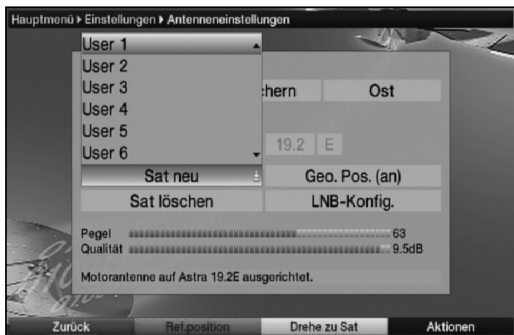 Hauptmenü Einstellungen Antenneneinstellungen
User 1
User 2
User 3
User 4
User 5
User 6
chern Ost
19.2 E
Sat neu Geo. Pos. (an)
Sat löschen LNB-Konfig.
Pegel 63
Qualität 9.5dB
Motorantenne auf Astra 19.2E ausgerichtet.
Zurück Ref.position Drehe zu Sat Aktionen